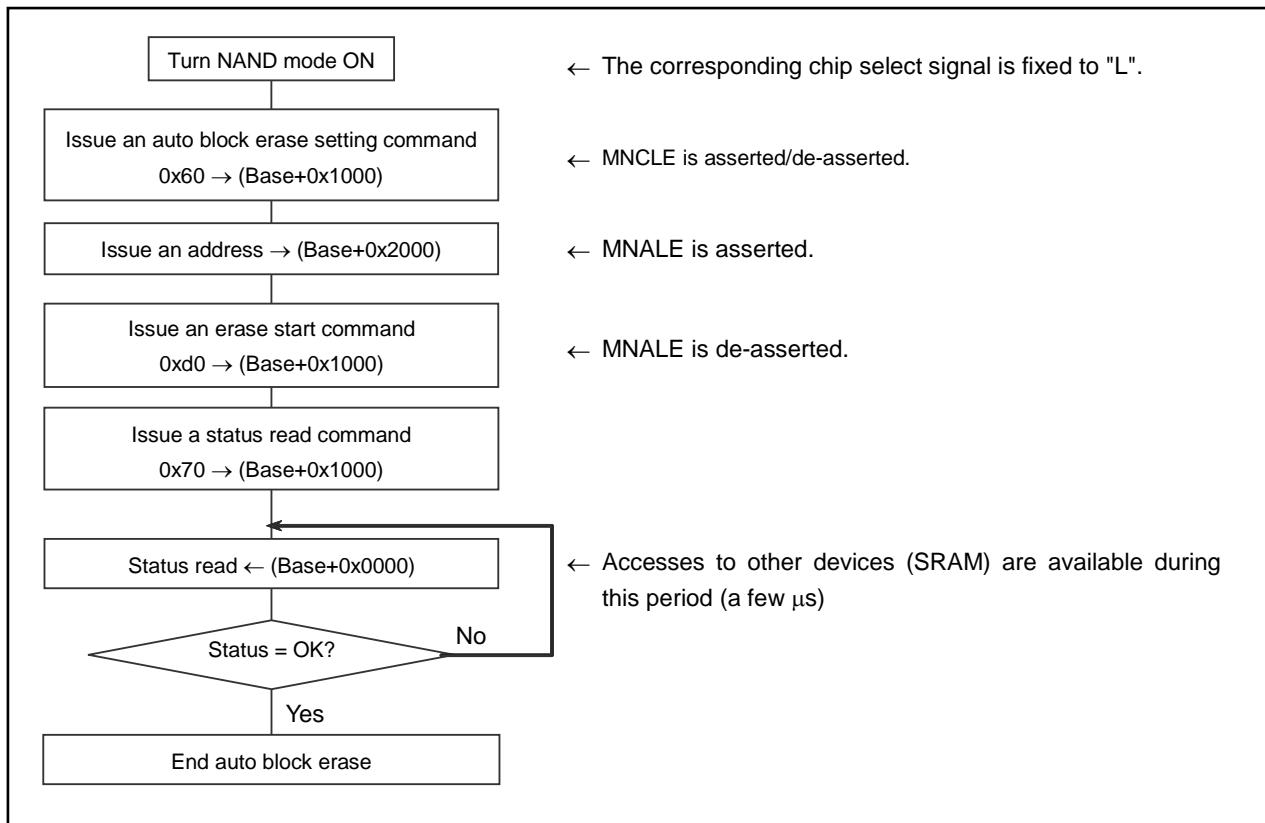 Turn NAND mode ON
← The corresponding chip select signal is fixed to "L".
Issue an auto block erase setting command
0x60 → (Base+0x1000)
← MNCLE is asserted/de-asserted.
Issue an address → (Base+0x2000)
← MNALE is asserted.
Issue an erase start command
0xd0 → (Base+0x1000)
← MNALE is de-asserted.
Issue a status read command
0x70 → (Base+0x1000)
Status read ← (Base+0x0000)
← Accesses to other devices (SRAM) are available during
this period (a few μs)
Status = OK?
No
Yes
End auto block erase